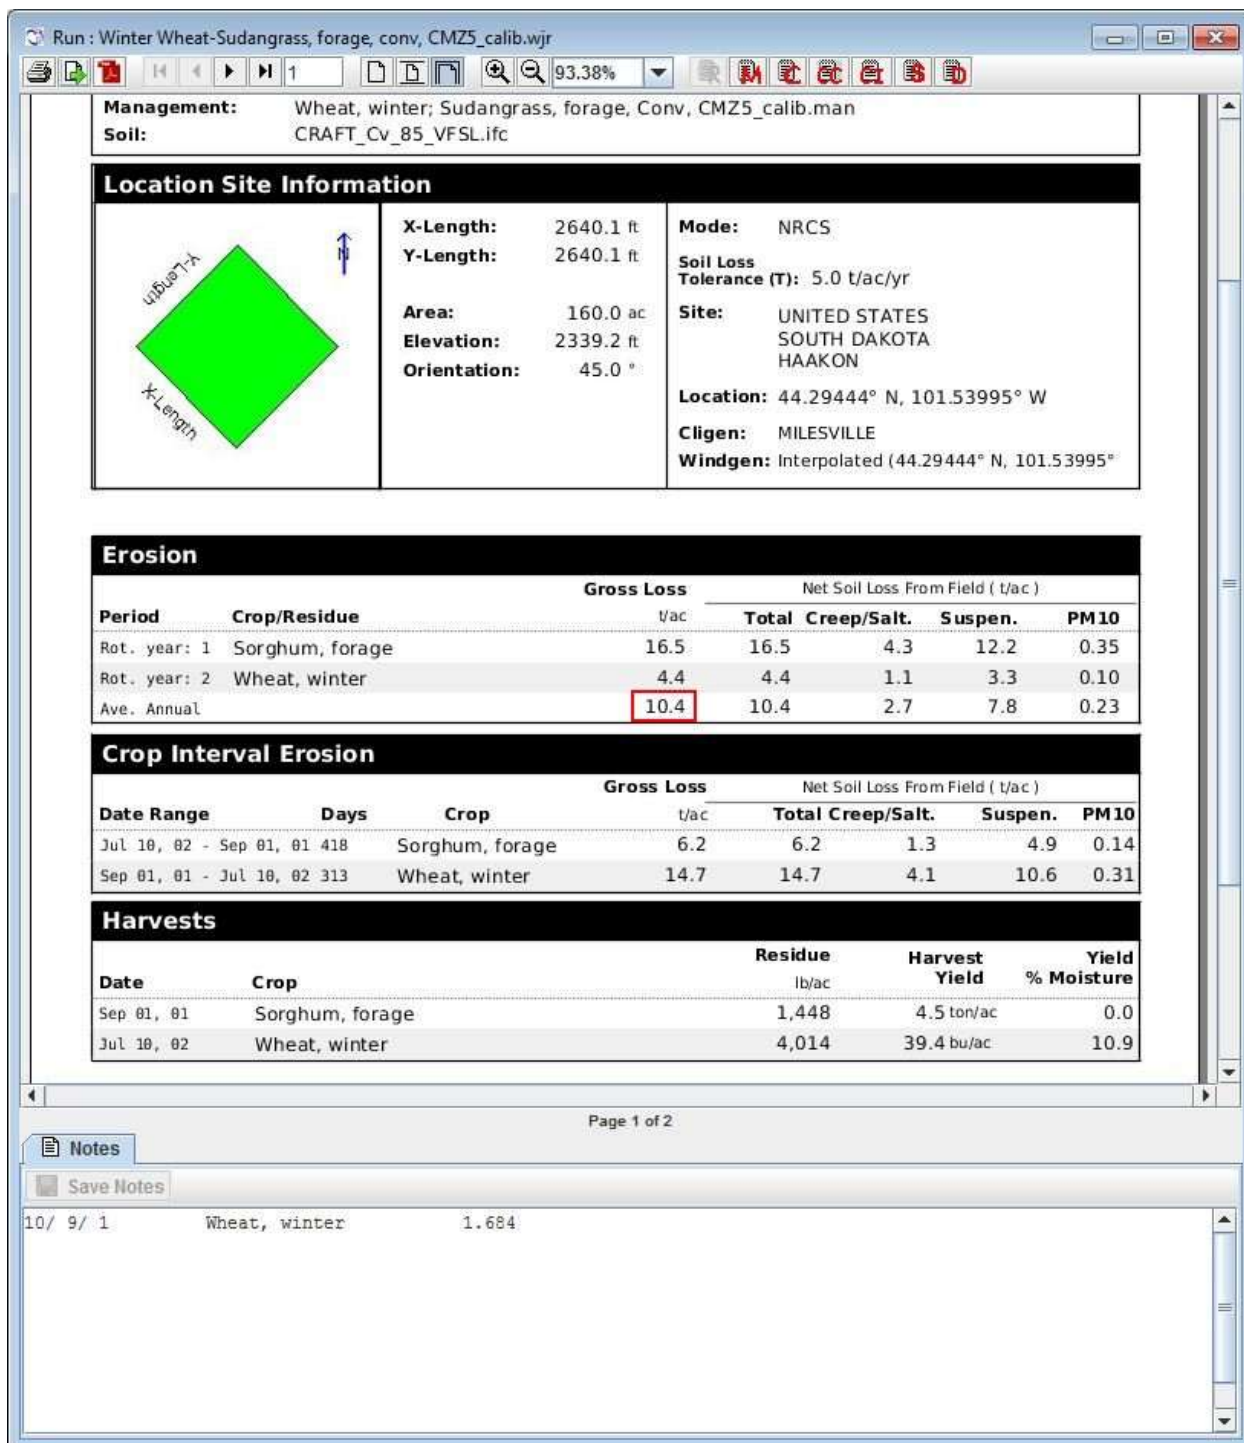 Run : Winter Wheat-Sudangrass, forage, conv, CMZ5_calib.wjr
1 93.38% R M C CC CI S D
Management: Wheat, winter; Sudangrass, forage, Conv, CMZ5_calib.man
Soil: CRAFT_Cv_85_VFSL.ifc
Location Site Information
Y-Length
X-Length
N
X-Length: 2640.1 ft
Y-Length: 2640.1 ft
Area: 160.0 ac
Elevation: 2339.2 ft
Orientation: 45.0 °
Mode: NRCS
Soil Loss
Tolerance (T): 5.0 t/ac/yr
Site: UNITED STATES
SOUTH DAKOTA
HAAKON
Location: 44.29444° N, 101.53995° W
Cligen: MILESVILLE
Windgen: Interpolated (44.29444° N, 101.53995°
Erosion
Gross Loss Net Soil Loss From Field ( t/ac )
Period Crop/Residue t/ac Total Creep/Salt. Suspen. PM10
Rot. year: 1 Sorghum, forage 16.5 16.5 4.3 12.2 0.35
Rot. year: 2 Wheat, winter 4.4 4.4 1.1 3.3 0.10
Ave. Annual 10.4 10.4 2.7 7.8 0.23
Crop Interval Erosion
Gross Loss Net Soil Loss From Field ( t/ac )
Date Range Days Crop t/ac Total Creep/Salt. Suspen. PM10
Jul 10, 02 - Sep 01, 01 418 Sorghum, forage 6.2 6.2 1.3 4.9 0.14
Sep 01, 01 - Jul 10, 02 313 Wheat, winter 14.7 14.7 4.1 10.6 0.31
Harvests
Residue Harvest Yield
Date Crop lb/ac Yield % Moisture
Sep 01, 01 Sorghum, forage 1,448 4.5 ton/ac 0.0
Jul 10, 02 Wheat, winter 4,014 39.4 bu/ac 10.9
Page 1 of 2
Notes
Save Notes
10/ 9/ 1 Wheat, winter 1.684